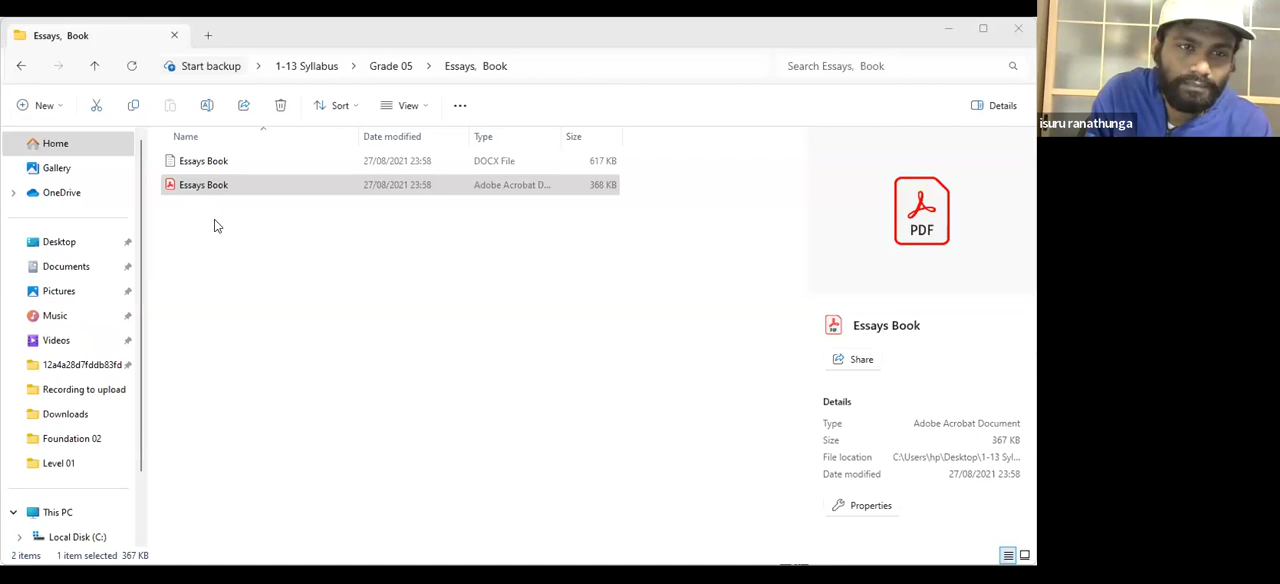 Essays, Book
Start backup
1-13 Syllabus
Grade 05
Essays, Book
Search Essays, Book
New
Sort
View
Details
Home
Gallery
OneDrive
Desktop
Documents
Pictures
Music
Videos
12a4a28d7fddb83fd
Recording to upload
Downloads
Foundation 02
Level 01
This PC
Local Disk (C:)
Name Date modified Type Size
Essays Book 27/08/2021 23:58 DOCX File 617 KB
Essays Book 27/08/2021 23:58 Adobe Acrobat D... 368 KB
PDF
Essays Book
Share
Details
Type Adobe Acrobat Document
Size 367 KB
File location C:\Users\hp\Desktop\1-13 Syl...
Date modified 27/08/2021 23:58
Properties
2 items 1 item selected 367 KB
isuru ranathunga